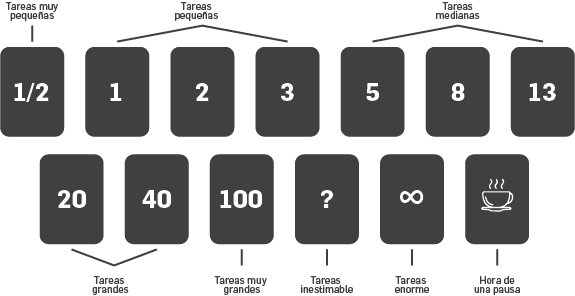 Tareas muy
pequeñas
Tareas
pequeñas
Tareas
medianas
1/2
1
2
3
5
8
13
20
40
100
?
∞
Tareas
grandes
Tareas muy
grandes
Tareas
inestimable
Tareas
enorme
Hora de
una pausa